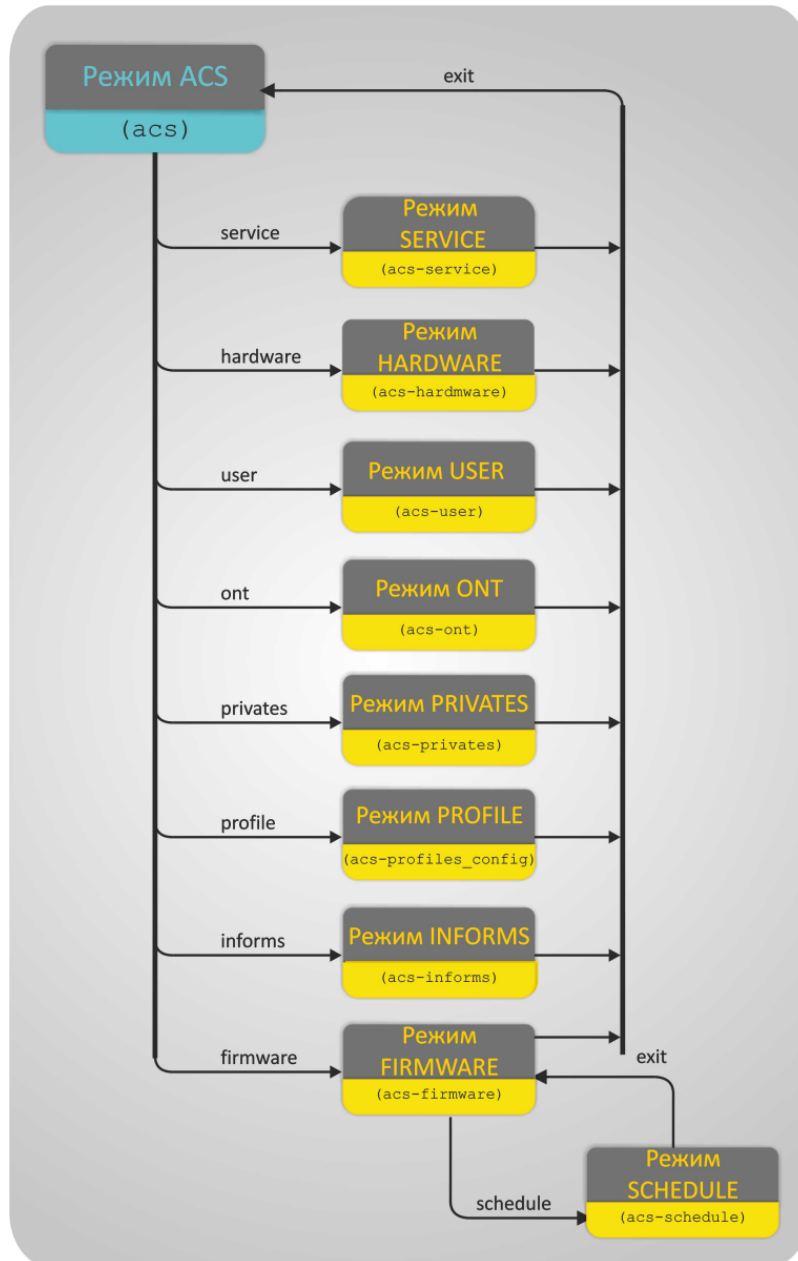 Режим ACS
(acs)
exit
service
Режим
SERVICE
(acs-service)
hardware
Режим
HARDWARE
(acs-hardmware)
user
Режим USER
(acs-user)
ont
Режим ONT
(acs-ont)
privates
Режим PRIVATES
(acs-privates)
profile
Режим PROFILE
(acs-profiles_config)
informs
Режим INFORMS
(acs-informs)
firmware
Режим
FIRMWARE
(acs-firmware)
exit
schedule
Режим
SCHEDULE
(acs-schedule)